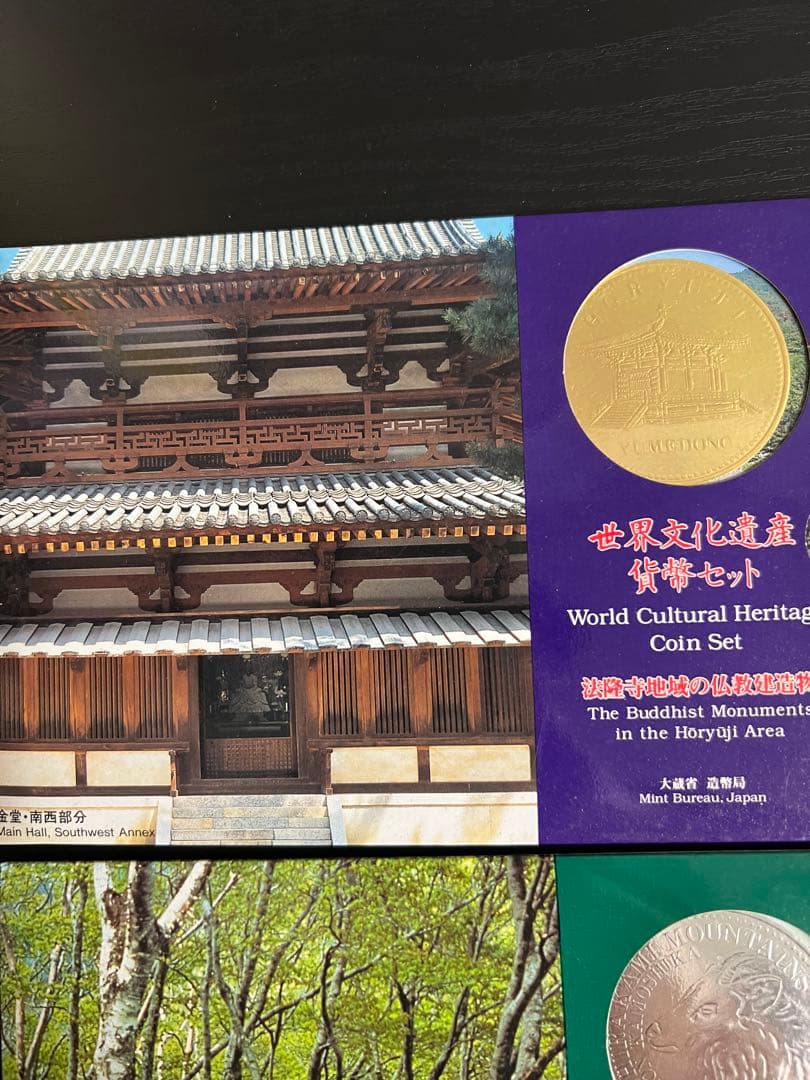 HORYUJI
YUMEDONO
世界文化遺産
貨幣セット
World Cultural Heritag
Coin Set
法隆寺地域の仏教建造物
The Buddhist Monuments
in the Hōryūji Area
大蔵省 造幣局
Mint Bureau, Japan
金堂・南西部分
Main Hall, Southwest Annex
MOUNTAINS